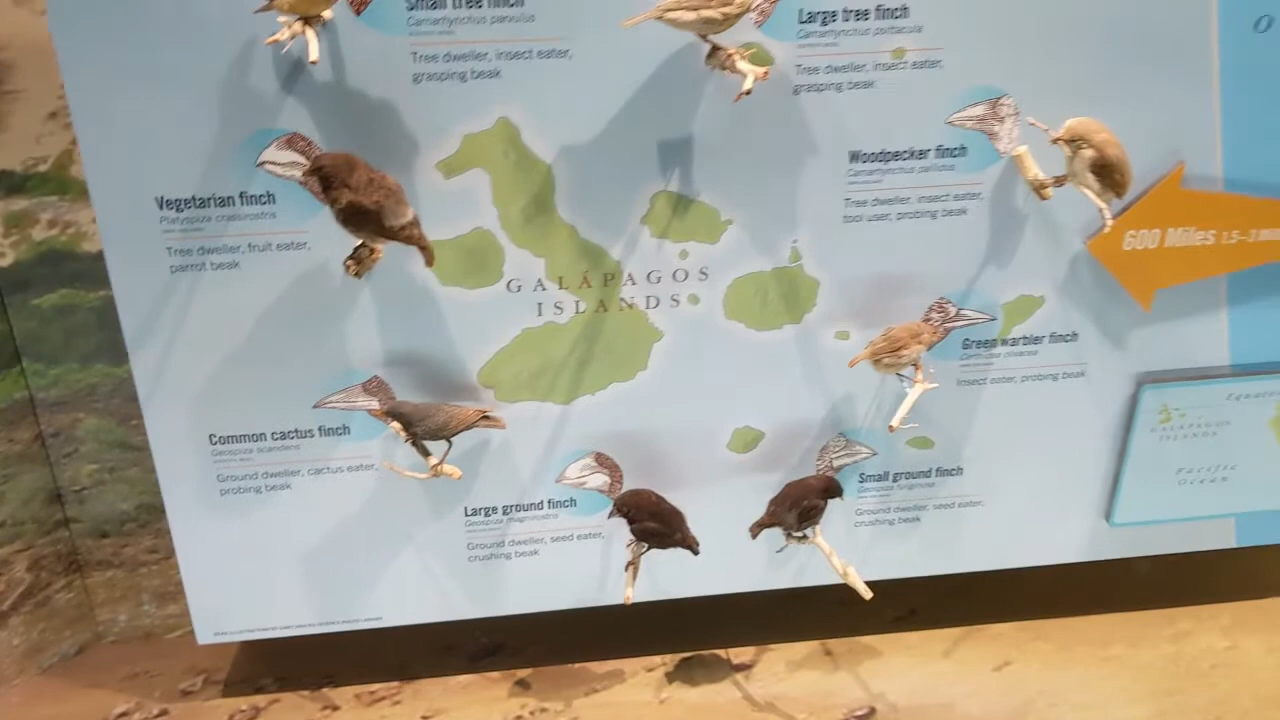 Small tree finch
Camarhynchus parvulus
Tree dweller, insect eater,
grasping beak
Large tree finch
Camarhynchus psittacula
Tree dweller, insect eater,
grasping beak
Woodpecker finch
Camarhynchus pallidus
Tree dweller, insect eater,
tool user, probing beak
Vegetarian finch
Platyspiza crassirostris
Tree dweller, fruit eater,
parrot beak
600 Miles
GALÁPAGOS
ISLANDS
Green warbler finch
Certhidea olivacea
Insect eater, probing beak
Common cactus finch
Geospiza scandens
Ground dweller, cactus eater,
probing beak
Large ground finch
Geospiza magnirostris
Ground dweller, seed eater,
crushing beak
Small ground finch
Geospiza fuliginosa
Ground dweller, seed eater,
crushing beak
GALÁPAGOS
ISLANDS
Pacific
Ocean